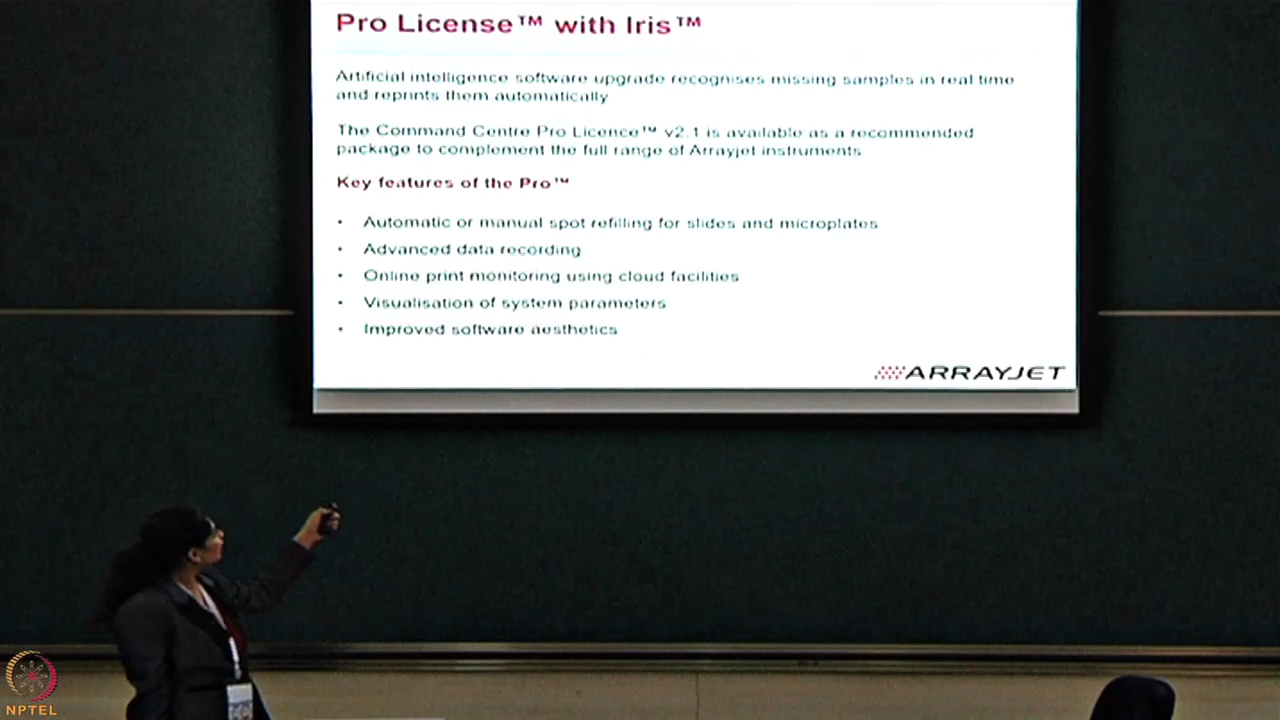 Pro License™ with Iris™
Artificial intelligence software upgrade recognises missing samples in real time
and reprints them automatically
The Command Centre Pro Licence™ v2.1 is available as a recommended
package to complement the full range of Arrayjet instruments
Key features of the Pro™
• Automatic or manual spot refilling for slides and microplates
• Advanced data recording
• Online print monitoring using cloud facilities
• Visualisation of system parameters
• Improved software aesthetics
ARRAYJET
NPTEL